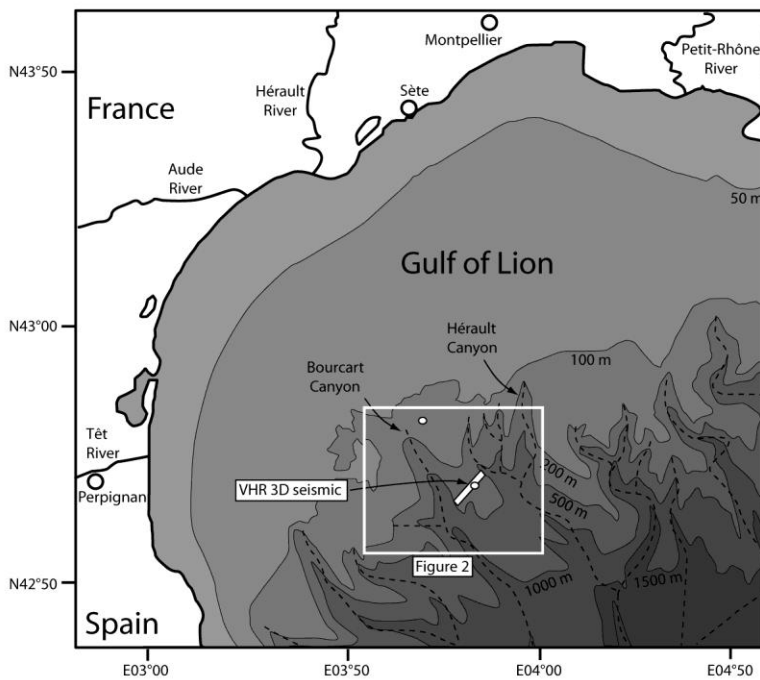 Montpellier
Petit-Rhône
River
N43°50
Hérault
River
Sète
France
Aude
River
50 m
Gulf of Lion
N43°00
Hérault
Canyon
100 m
Bourcart
Canyon
Têt
River
VHR 3D seismic
200 m
Perpignan
500 m
Figure 2
N42°50
1000 m
1500 m
Spain
E03°00
E03°50
E04°00
E04°50